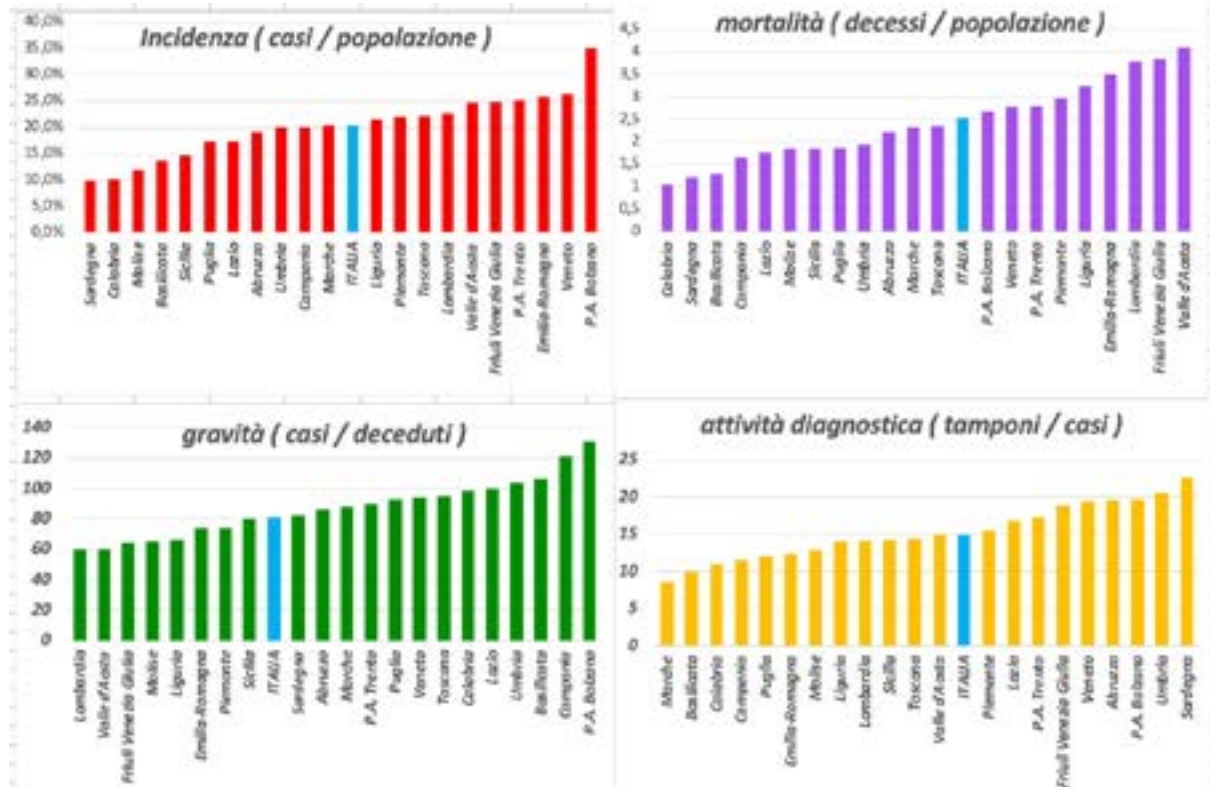 Incidenza ( casi / popolazione )
40,0%
35,0%
30,0%
25,0%
20,0%
15,0%
10,0%
5,0%
0,0%
Sardegna
Calabria
Molise
Basilicata
Sicilia
Puglia
Lazio
Abruzzo
Umbria
Campania
Marche
ITALIA
Liguria
Piemonte
Toscana
Lombardia
Valle d'Aosta
Friuli Venezia Giulia
P.A. Trento
Emilia-Romagna
Veneto
P.A. Bolzano
mortalità ( decessi / popolazione )
4,5
4
3,5
3
2,5
2
1,5
1
0,5
0
Calabria
Sardegna
Basilicata
Campania
Lazio
Molise
Sicilia
Puglia
Umbria
Abruzzo
Marche
Toscana
ITALIA
P.A. Bolzano
Veneto
P.A. Trento
Piemonte
Liguria
Emilia-Romagna
Lombardia
Friuli Venezia Giulia
Valle d'Aosta
gravità ( casi / deceduti )
140
120
100
80
60
40
20
0
Lombardia
Valle d'Aosta
Friuli Venezia Giulia
Molise
Liguria
Emilia-Romagna
Piemonte
Sicilia
ITALIA
Sardegna
Abruzzo
Marche
P.A. Trento
Puglia
Veneto
Toscana
Calabria
Lazio
Umbria
Basilicata
Campania
P.A. Bolzano
attività diagnostica ( tamponi / casi )
25
20
15
10
5
0
Marche
Basilicata
Calabria
Campania
Puglia
Emilia-Romagna
Molise
Liguria
Lombardia
Sicilia
Toscana
Valle d'Aosta
ITALIA
Piemonte
Lazio
P.A. Trento
Friuli Venezia Giulia
Veneto
Abruzzo
P.A. Bolzano
Umbria
Sardegna